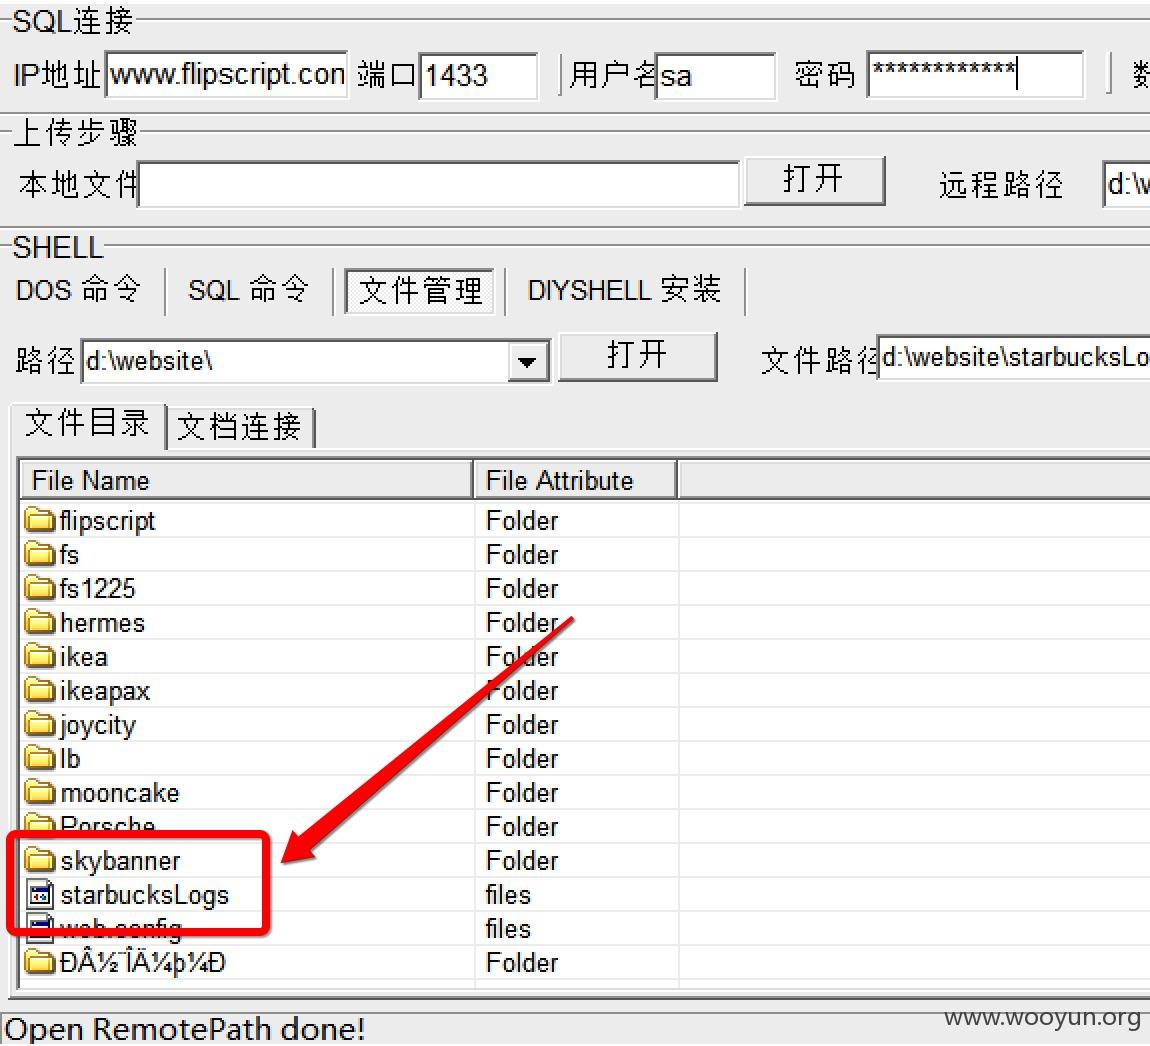 SQL连接
IP地址 www.flipscript.con 端口 1433 用户名 sa 密码 ************
上传步骤
本地文件 打开 远程路径 d:\w
SHELL
DOS 命令 SQL 命令 文件管理 DIYSHELL 安装
路径 d:\website\ 打开 文件路径 d:\website\starbucksLo
文件目录 文档连接
File Name File Attribute
flipscript Folder
fs Folder
fs1225 Folder
hermes Folder
ikea Folder
ikeapax Folder
joycity Folder
lb Folder
mooncake Folder
Porsche Folder
skybanner Folder
starbucksLogs files
web.config files
ÐÂ½¨ÎÄ¼þ¼Ð Folder
Open RemotePath done!
www.wooyun.org